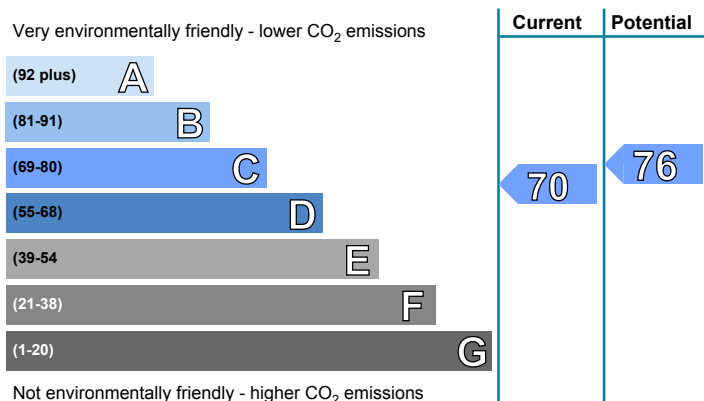 Very environmentally friendly - lower CO2 emissions
Current
Potential
(92 plus) A
(81-91) B
(69-80) C
(55-68) D
(39-54 E
(21-38) F
(1-20) G
70
76
Not environmentally friendly - higher CO2 emissions